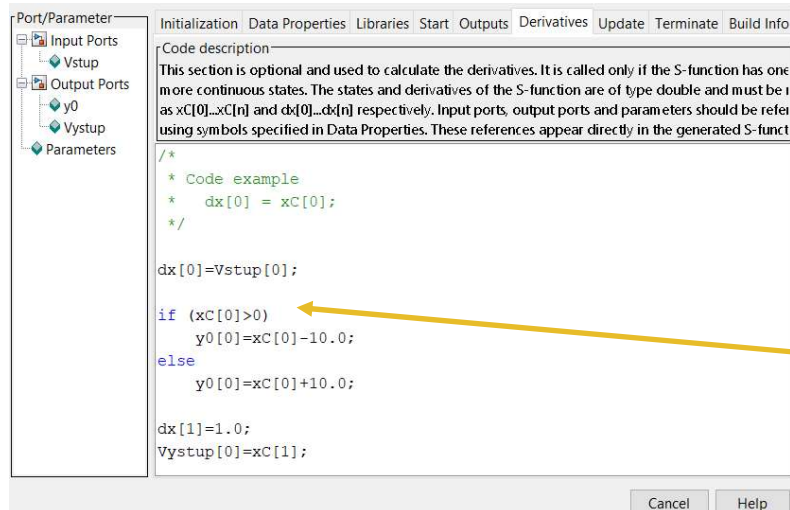 Port/Parameter
Input Ports
Vstup
Output Ports
y0
Vystup
Parameters
Initialization Data Properties Libraries Start Outputs Derivatives Update Terminate Build Info
Code description
This section is optional and used to calculate the derivatives. It is called only if the S-function has one
more continuous states. The states and derivatives of the S-function are of type double and must be
as xC[0]...xC[n] and dx[0]...dx[n] respectively. Input ports, output ports and parameters should be refer
using symbols specified in Data Properties. These references appear directly in the generated S-funct
/*
* Code example
* dx[0] = xC[0];
*/
dx[0]=Vstup[0];
if (xC[0]>0)
y0[0]=xC[0]-10.0;
else
y0[0]=xC[0]+10.0;
dx[1]=1.0;
Vystup[0]=xC[1];
Cancel Help